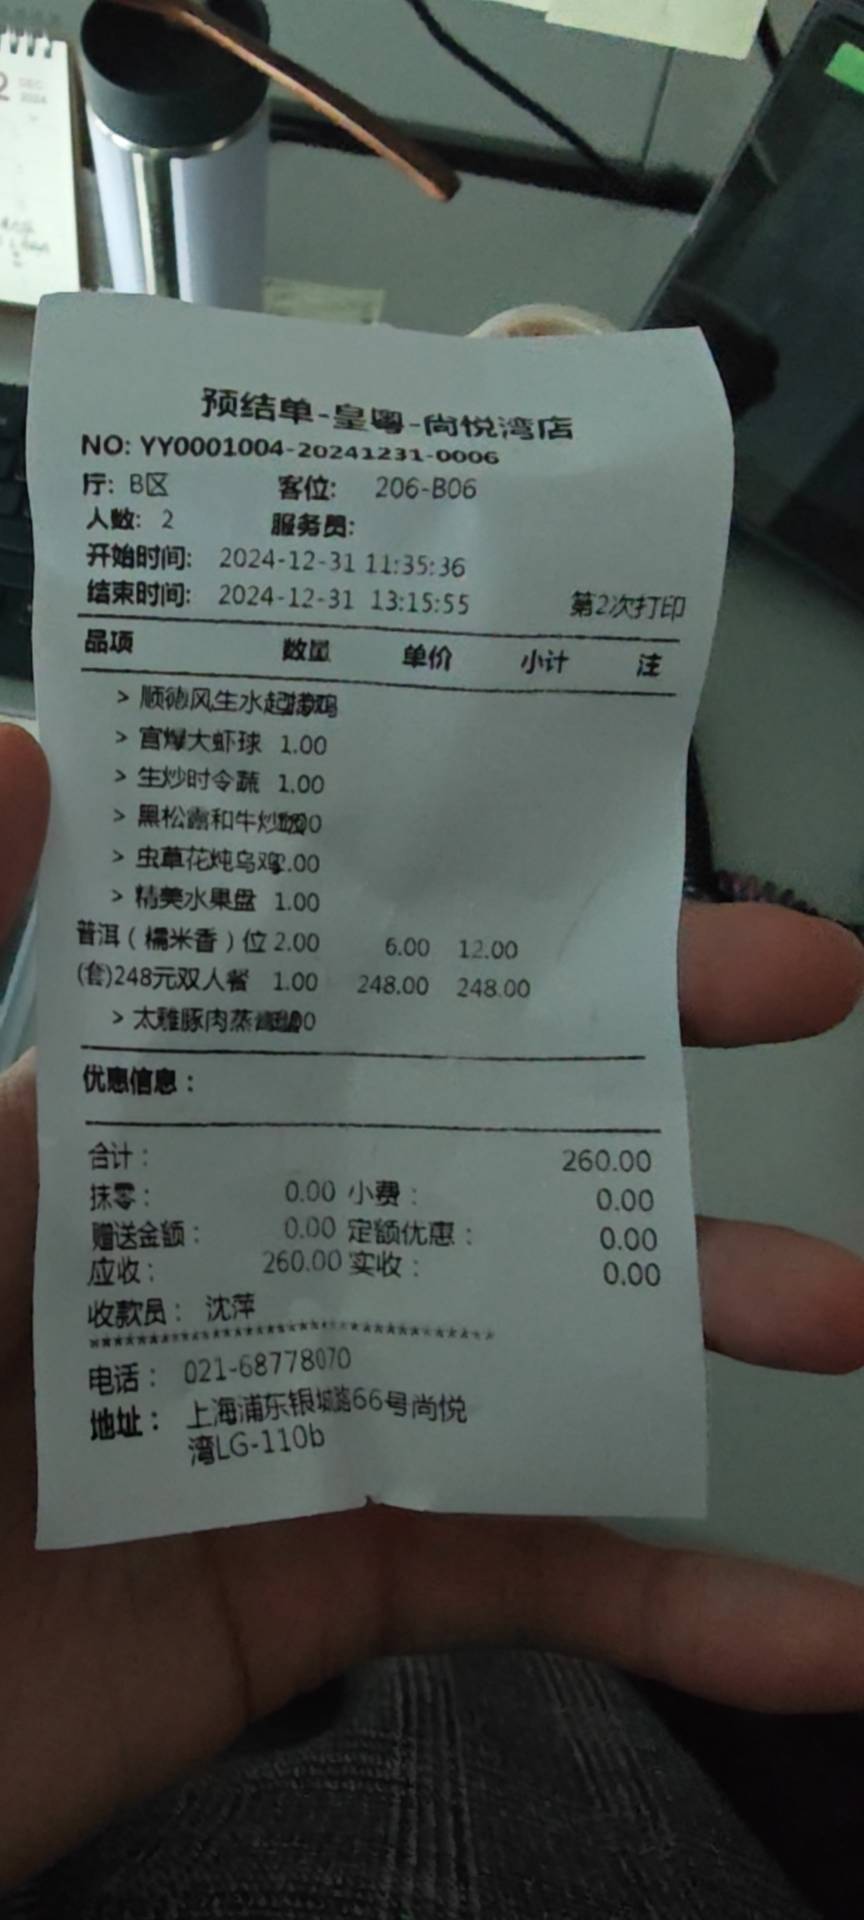 预结单-皇粤-尚悦湾店
NO: YY0001004-20241231-0006
厅: B区 客位: 206-B06
人数: 2 服务员:
开始时间: 2024-12-31 11:35:36
结束时间: 2024-12-31 13:15:55 第2次打印
品项 数量 单价 小计 注
> 顺德风生水起捞鸡
> 宫爆大虾球 1.00
> 生炒时令蔬 1.00
> 黑松露和牛炒
> 虫草花炖乌鸡 .00
> 精美水果盘 1.00
普洱（糯米香）位 2.00 6.00 12.00
(套)248元双人餐 1.00 248.00 248.00
> 太雅豚肉蒸
优惠信息：
合计： 260.00
抹零： 0.00 小费： 0.00
赠送金额： 0.00 定额优惠： 0.00
应收： 260.00 实收： 0.00
收款员： 沈萍
****************************************
电话： 021-68778070
地址： 上海浦东银城路66号尚悦
湾LG-110b
2 DEC
2024